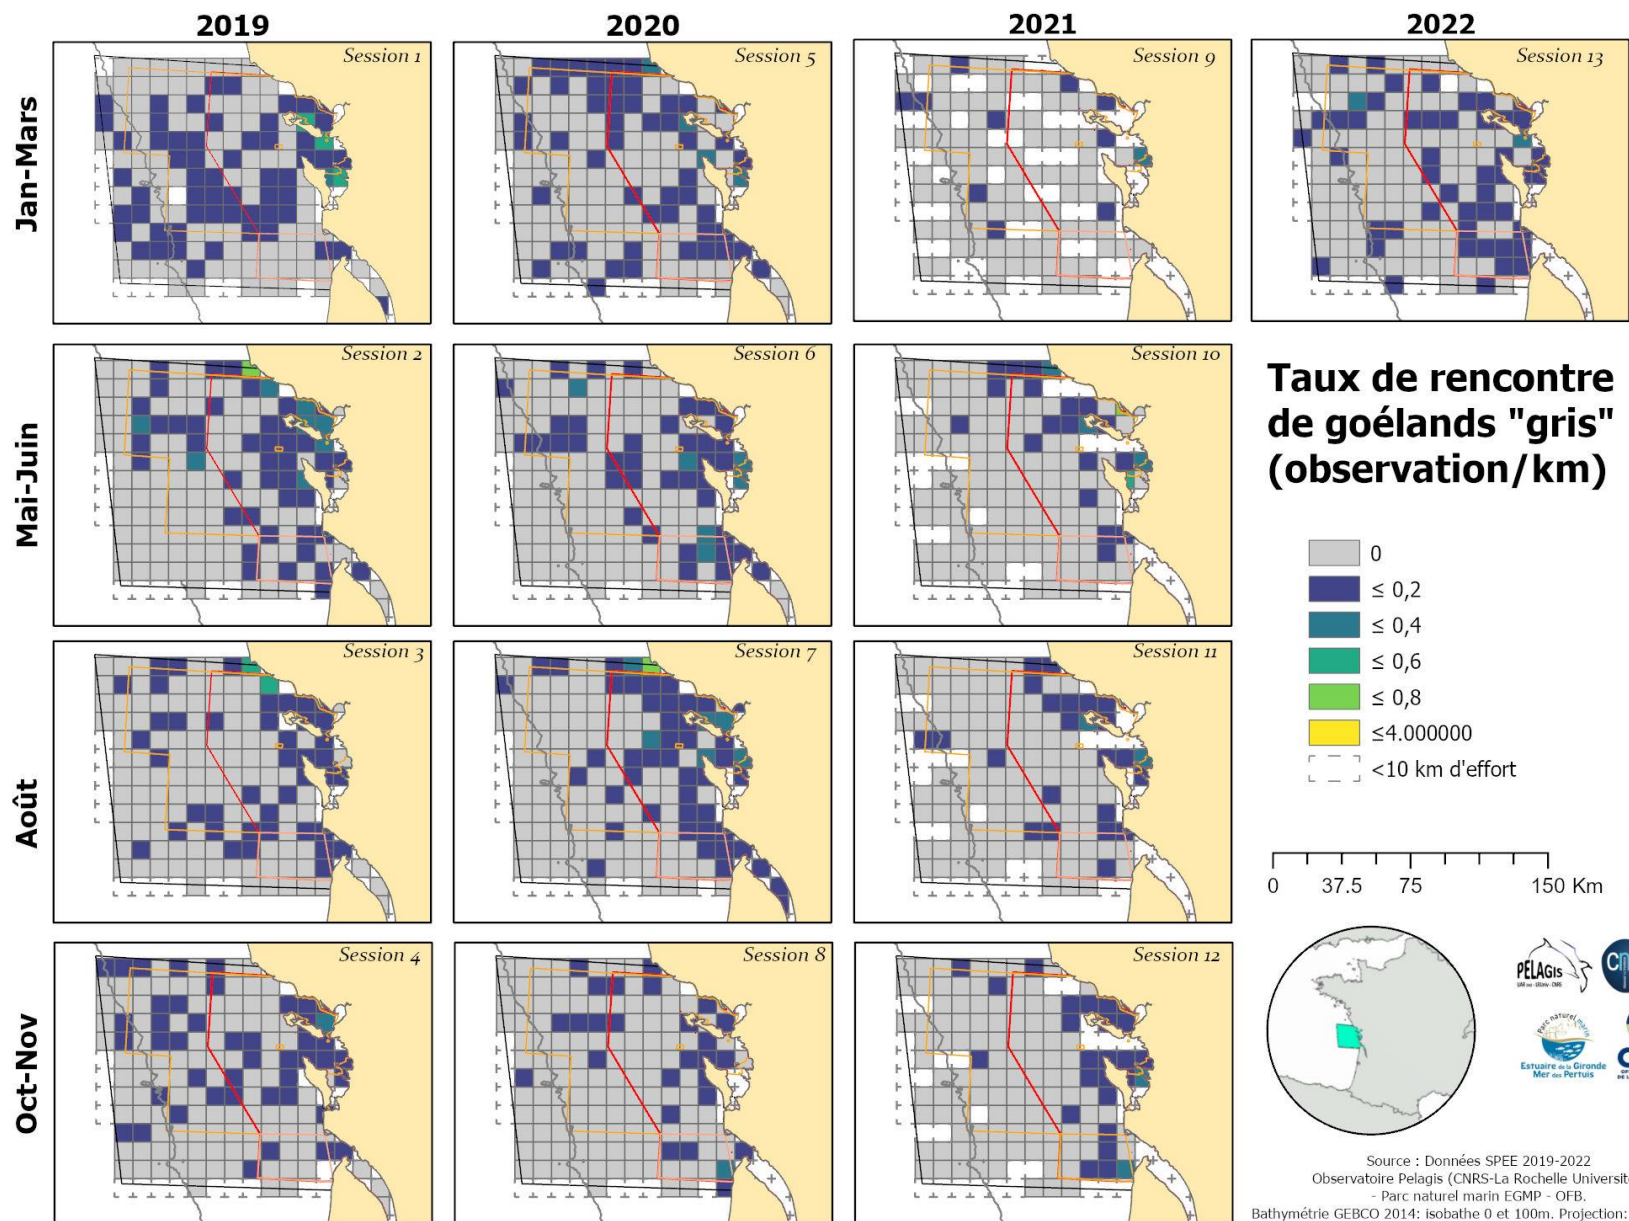 2019
2020
2021
2022
Jan-Mars
Session 1
Session 5
Session 9
Session 13
Mai-Juin
Session 2
Session 6
Session 10
Août
Session 3
Session 7
Session 11
Oct-Nov
Session 4
Session 8
Session 12
Taux de rencontre
de goélands "gris"
(observation/km)
0
≤ 0,2
≤ 0,4
≤ 0,6
≤ 0,8
≤4.000000
<10 km d'effort
0 37.5 75 150 Km
PELAGIS
Parc naturel marin
Estuaire de la Gironde
Mer des Pertuis
Source : Données SPEE 2019-2022
Observatoire Pelagis (CNRS-La Rochelle Universit
- Parc naturel marin EGMP - OFB.
Bathymétrie GEBCO 2014: isobathe 0 et 100m. Projection: